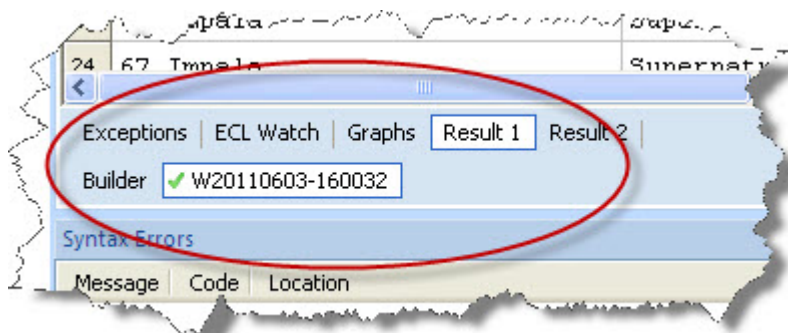 24 67 Impala Supernat
Exceptions ECL Watch Graphs Result 1 Result 2
Builder W20110603-160032
Syntax Errors
Message Code Location